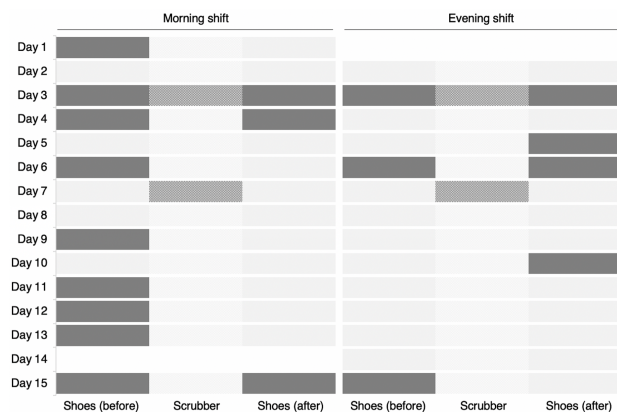 Morning shift Evening shift
Day 1
Day 2
Day 3
Day 4
Day 5
Day 6
Day 7
Day 8
Day 9
Day 10
Day 11
Day 12
Day 13
Day 14
Day 15
Shoes (before) Scrubber Shoes (after) Shoes (before) Scrubber Shoes (after)